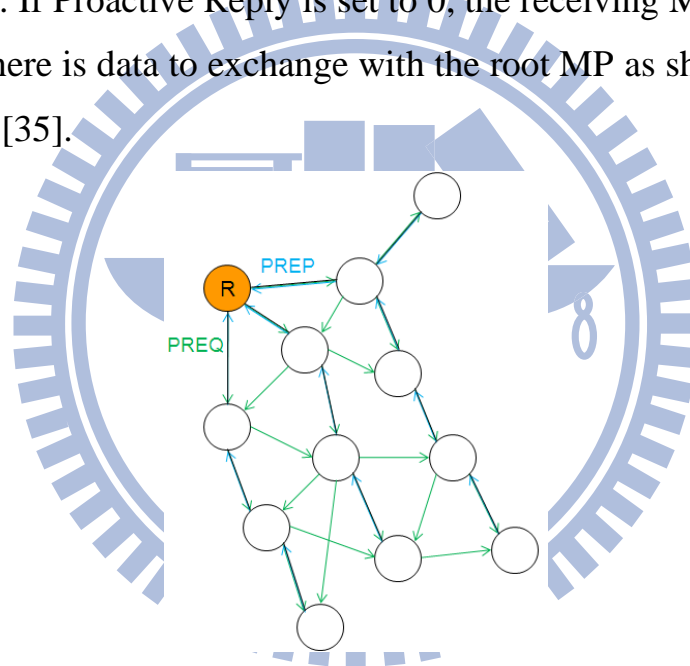 . If Proactive Reply is set to 0, the receiving M
here is data to exchange with the root MP as sh
[35].
PREP
R
PREQ
8